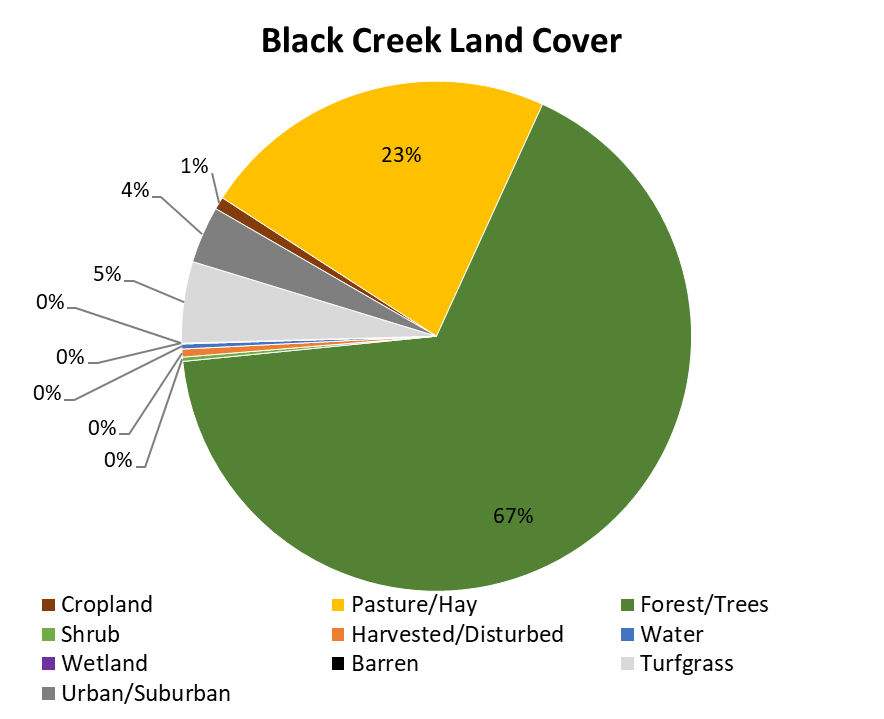 Black Creek Land Cover
23%
1%
4%
5%
0%
0%
0%
0%
0%
67%
Cropland Pasture/Hay Forest/Trees
Shrub Harvested/Disturbed Water
Wetland Barren Turfgrass
Urban/Suburban